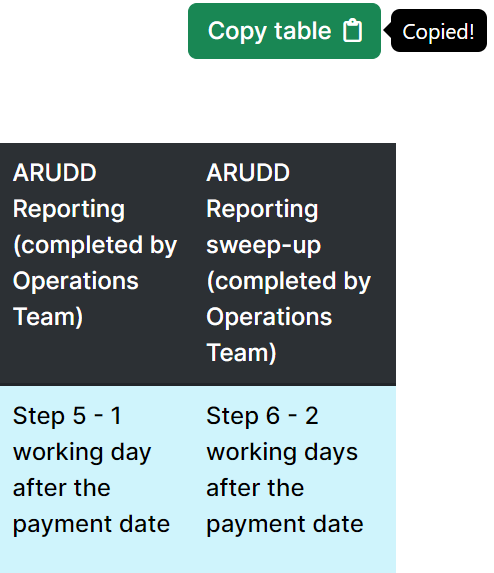 Copy table
Copied!
ARUDD
Reporting
(completed by
Operations
Team)
ARUDD
Reporting
sweep-up
(completed by
Operations
Team)
Step 5 - 1
working day
after the
payment date
Step 6 - 2
working days
after the
payment date